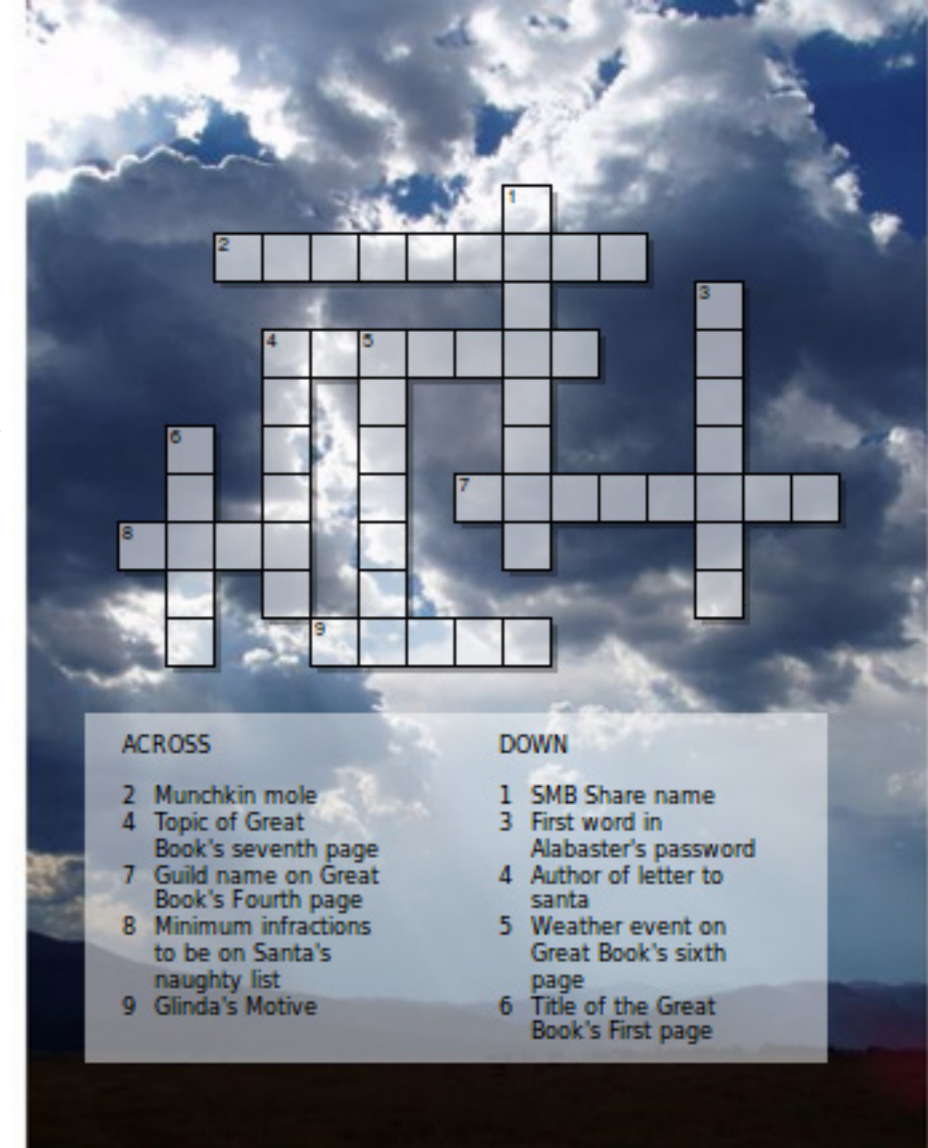 1
2
3
4
5
6
7
8
9
ACROSS
2 Munchkin mole
4 Topic of Great
Book's seventh page
7 Guild name on Great
Book's Fourth page
8 Minimum infractions
to be on Santa's
naughty list
9 Glinda's Motive
DOWN
1 SMB Share name
3 First word in
Alabaster's password
4 Author of letter to
santa
5 Weather event on
Great Book's sixth
page
6 Title of the Great
Book's First page